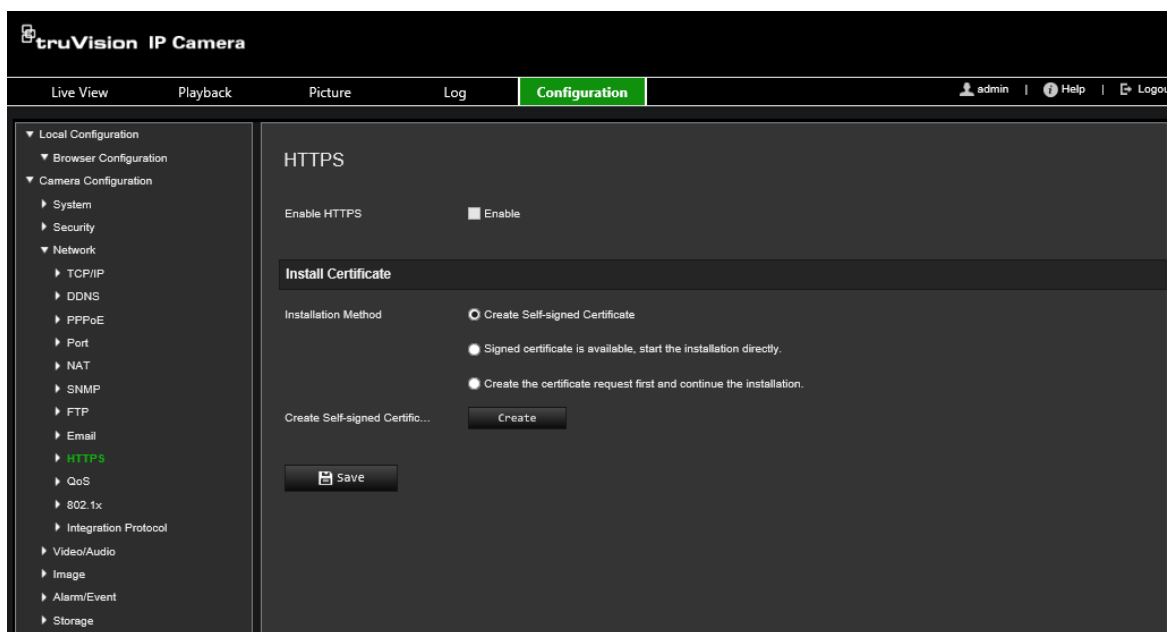 truVision IP Camera
Live View Playback Picture Log Configuration admin | Help | Logou
Local Configuration
Browser Configuration
Camera Configuration
System
Security
Network
TCP/IP
DDNS
PPPoE
Port
NAT
SNMP
FTP
Email
HTTPS
QoS
802.1x
Integration Protocol
Video/Audio
Image
Alarm/Event
Storage
HTTPS
Enable HTTPS Enable
Install Certificate
Installation Method Create Self-signed Certificate
Signed certificate is available, start the installation directly.
Create the certificate request first and continue the installation.
Create Self-signed Certific... Create
Save